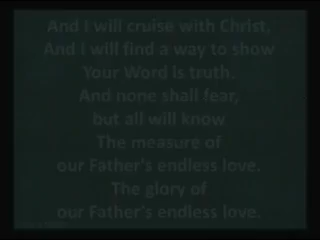 And I will cruise with Christ,
And I will find a way to show
Your Word is truth.
And none shall fear,
but all will know
The measure of
our Father's endless love.
The glory of
our Father's endless love.